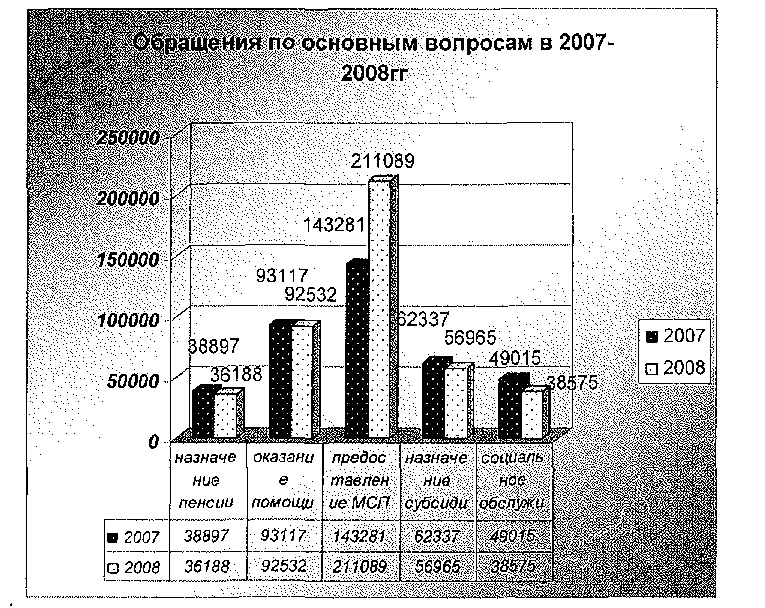 Обращения по основным вопросам в 2007-
2008гг
250000
200000
150000
100000
50000
0
38897
36188
93117
92532
143281
211089
62337
56965
49015
38575
2007
2008
назначе оказани предос назначе социаль
ние е тавлен ние ное
пенсии помощи ие МСП субсиди обслужи
2007 38897 93117 143281 62337 49015
2008 36188 92532 211089 56965 38575